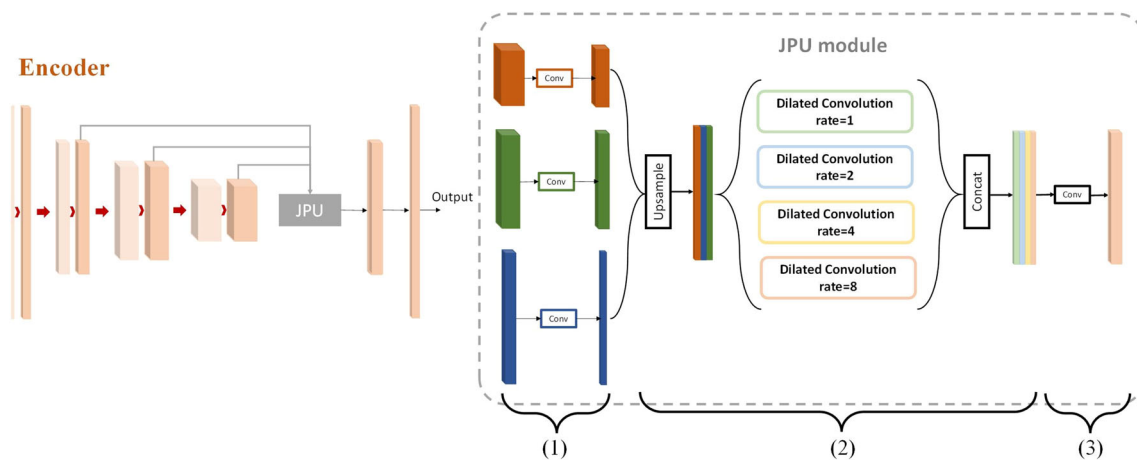 Encoder
JPU
Output
JPU module
Conv
Conv
Conv
Upsample
Dilated Convolution
rate=1
Dilated Convolution
rate=2
Dilated Convolution
rate=4
Dilated Convolution
rate=8
Concat
Conv
(1)
(2)
(3)